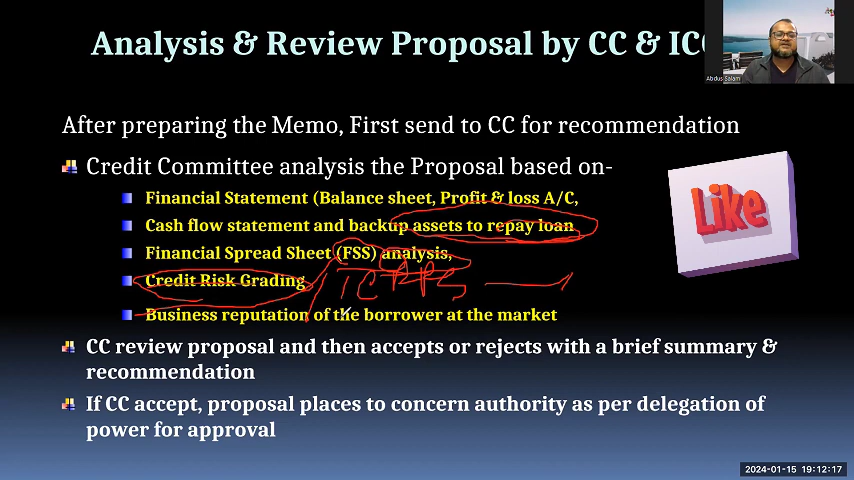 Analysis & Review Proposal by CC & IC
Abdus Salam
After preparing the Memo, First send to CC for recommendation
Credit Committee analysis the Proposal based on-
Like
Financial Statement (Balance sheet, Profit & loss A/C,
Cash flow statement and backup assets to repay loan
Financial Spread Sheet (FSS) analysis,
Credit Risk Grading
Business reputation of the borrower at the market
CC review proposal and then accepts or rejects with a brief summary &
recommendation
If CC accept, proposal places to concern authority as per delegation of
power for approval
2024-01-15 19:12:17